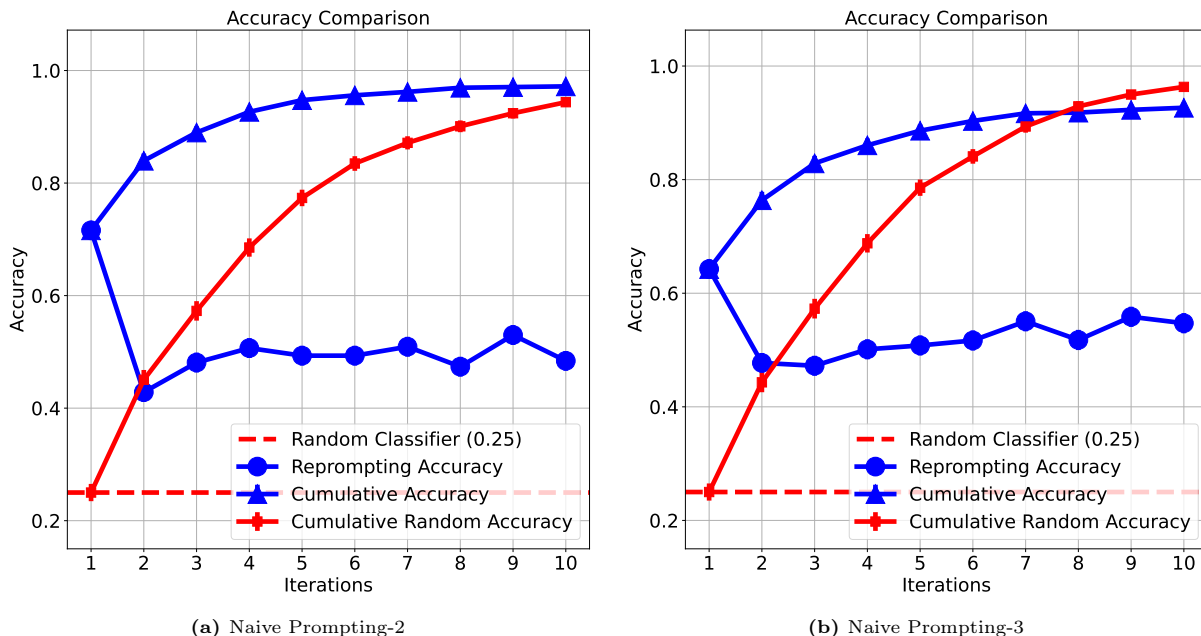 Accuracy Comparison
1.0
0.8
0.6
0.4
0.2
Accuracy
Random Classifier (0.25)
Reprompting Accuracy
Cumulative Accuracy
Cumulative Random Accuracy
1 2 3 4 5 6 7 8 9 10
Iterations
(a) Naive Prompting-2
Accuracy Comparison
1.0
0.8
0.6
0.4
0.2
Accuracy
Random Classifier (0.25)
Reprompting Accuracy
Cumulative Accuracy
Cumulative Random Accuracy
1 2 3 4 5 6 7 8 9 10
Iterations
(b) Naive Prompting-3